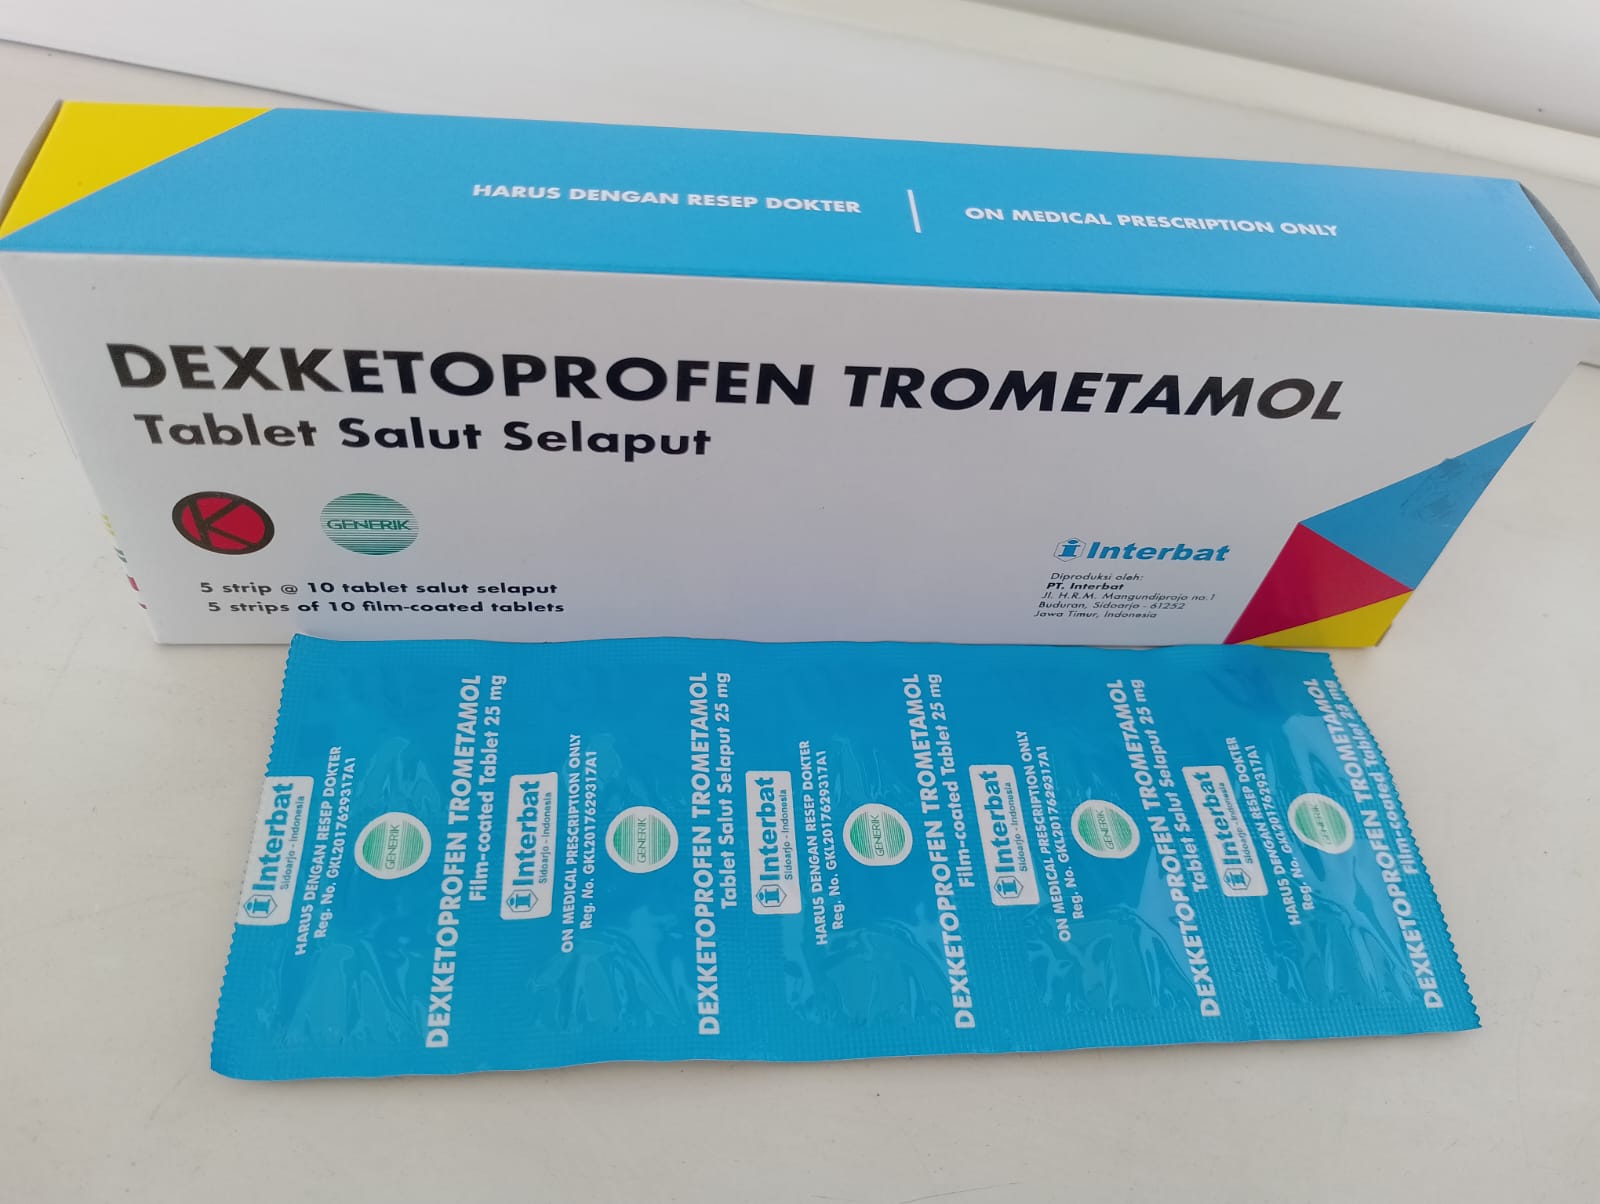 HARUS DENGAN RESEP DOKTER | ON MEDICAL PRESCRIPTION ONLY
DEXKETOPROFEN TROMETAMOL
Tablet Salut Selaput
K
GENERIK
5 strip @ 10 tablet salut selaput
5 strips of 10 film-coated tablets
Interbat
Diproduksi oleh:
PT. Interbat
Jl. H.R.M. Mangundiprojo no.1
Buduran, Sidoarjo - 61252
Jawa Timur, Indonesia
Interbat
Sidoarjo - Indonesia
HARUS DENGAN RESEP DOKTER
Reg. No. GKL2017629317A1
GENERIK
DEXKETOPROFEN TROMETAMOL
Film-coated Tablet 25 mg
Interbat
Sidoarjo - Indonesia
ON MEDICAL PRESCRIPTION ONLY
Reg. No. GKL2017629317A1
GENERIK
DEXKETOPROFEN TROMETAMOL
Tablet Salut Selaput 25 mg
Interbat
Sidoarjo - Indonesia
HARUS DENGAN RESEP DOKTER
Reg. No. GKL2017629317A1
GENERIK
DEXKETOPROFEN TROMETAMOL
Film-coated Tablet 25 mg
Interbat
Sidoarjo - Indonesia
ON MEDICAL PRESCRIPTION ONLY
Reg. No. GKL2017629317A1
GENERIK
DEXKETOPROFEN TROMETAMOL
Tablet Salut Selaput 25 mg
Interbat
Sidoarjo - Indonesia
HARUS DENGAN RESEP DOKTER
Reg. No. GKL2017629317A1
GENERIK
DEXKETOPROFEN TROMETAMOL
Film-coated Tablet 25 mg